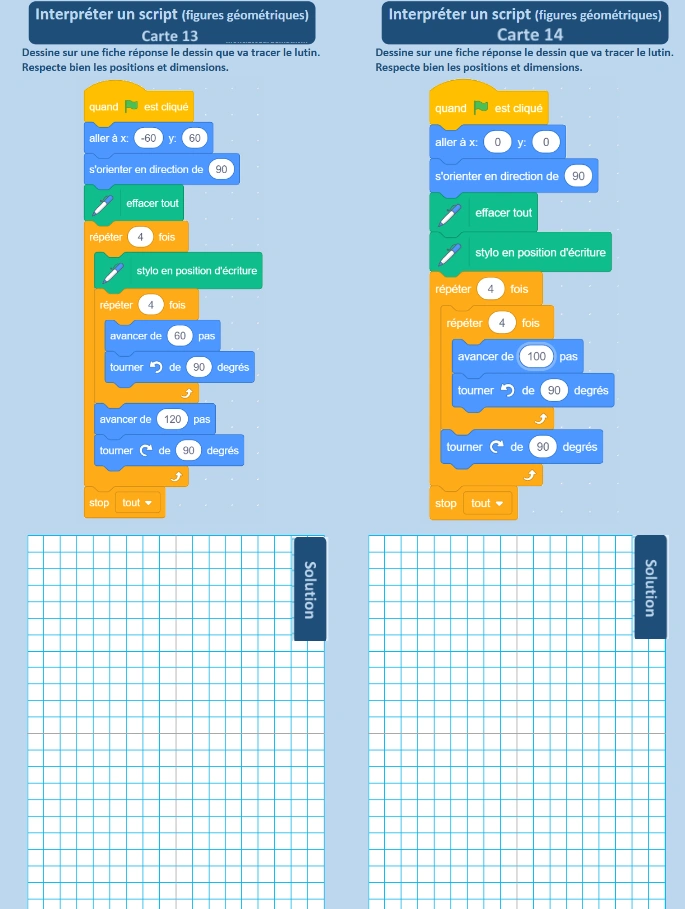 Interpréter un script (figures géométriques)
Carte 13
Dessine sur une fiche réponse le dessin que va tracer le lutin.
Respecte bien les positions et dimensions.
quand est cliqué
aller à x: -60 y: 60
s'orienter en direction de 90
effacer tout
répéter 4 fois
stylo en position d'écriture
répéter 4 fois
avancer de 60 pas
tourner de 90 degrés
avancer de 120 pas
tourner de 90 degrés
stop tout
Solution
Interpréter un script (figures géométriques)
Carte 14
Dessine sur une fiche réponse le dessin que va tracer le lutin.
Respecte bien les positions et dimensions.
quand est cliqué
aller à x: 0 y: 0
s'orienter en direction de 90
effacer tout
stylo en position d'écriture
répéter 4 fois
répéter 4 fois
avancer de 100 pas
tourner de 90 degrés
tourner de 90 degrés
stop tout
Solution